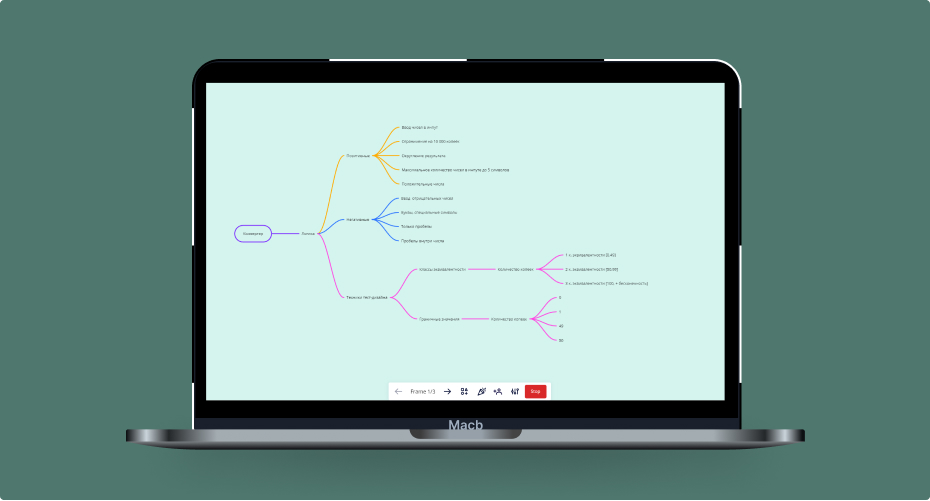 Ввод чисел в инпут
Ограничение на 10 000 копеек
Округление результата
Позитивные
Максимальное количество чисел в инпуте до 5 символов
Положительные числа
Ввод отрицательных чисел
Буквы, специальные символы
Негативные
Только пробелы
Конвертер
Логика
Пробелы внутри числа
1 к. эквивалентности [0;49]
Классы эквивалентности
Количество копеек
2 к. эквивалентности [50;99]
3 к. эквивалентности [100; + бесконечность)
Техники тест-дизайна
0
1
Граничные значения
Количество копеек
49
50
Frame 1/3
Stop
Macb